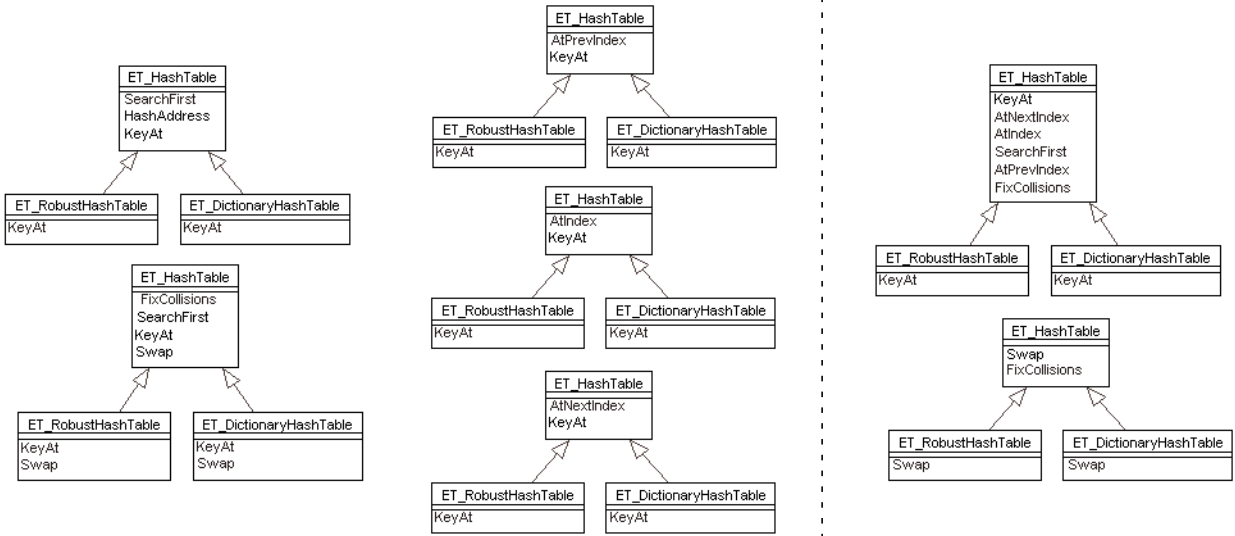 ET_HashTable
SearchFirst
HashAddress
KeyAt
ET_RobustHashTable
KeyAt
ET_DictionaryHashTable
KeyAt
ET_HashTable
FixCollisions
SearchFirst
KeyAt
Swap
ET_RobustHashTable
KeyAt
Swap
ET_DictionaryHashTable
KeyAt
Swap
ET_HashTable
AtPrevIndex
KeyAt
ET_RobustHashTable
KeyAt
ET_DictionaryHashTable
KeyAt
ET_HashTable
AtIndex
KeyAt
ET_RobustHashTable
KeyAt
ET_DictionaryHashTable
KeyAt
ET_HashTable
AtNextIndex
KeyAt
ET_RobustHashTable
KeyAt
ET_DictionaryHashTable
KeyAt
ET_HashTable
KeyAt
AtNextIndex
AtIndex
SearchFirst
AtPrevIndex
FixCollisions
ET_RobustHashTable
KeyAt
ET_DictionaryHashTable
KeyAt
ET_HashTable
Swap
FixCollisions
ET_RobustHashTable
Swap
ET_DictionaryHashTable
Swap